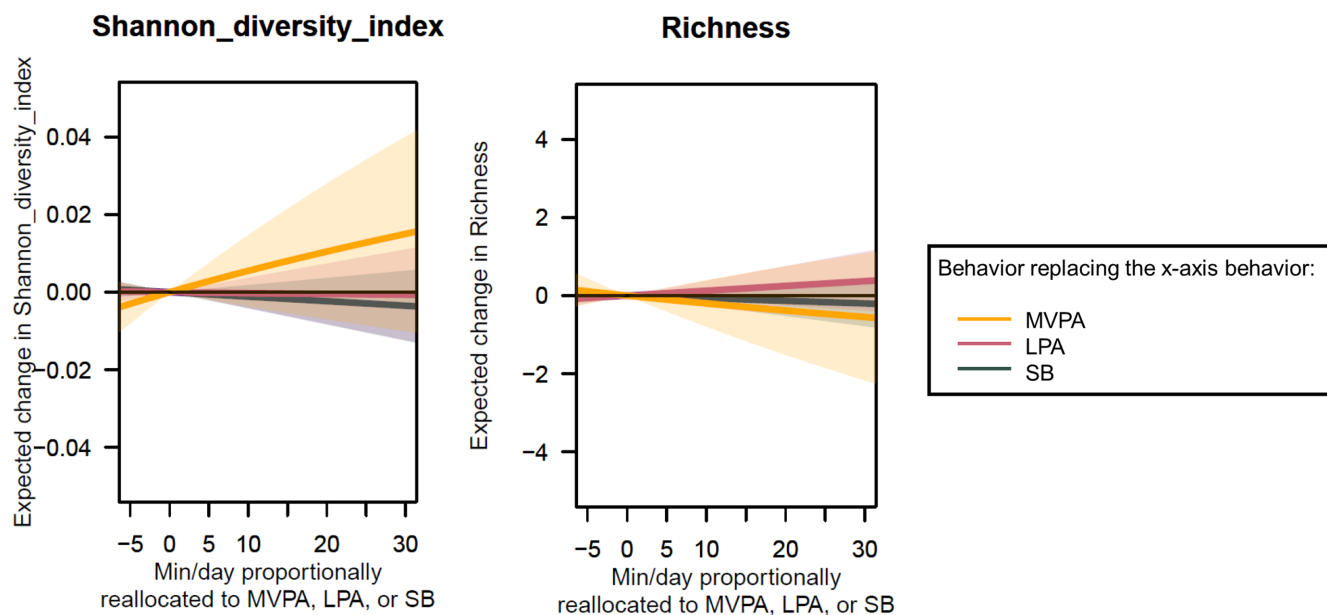 Shannon_diversity_index
Expected change in Shannon_diversity_index
0.04
0.02
0.00
−0.02
−0.04
−5 0 5 10 20 30
Min/day proportionally
reallocated to MVPA, LPA, or SB
Richness
Expected change in Richness
4
2
0
−2
−4
−5 0 5 10 20 30
Min/day proportionally
reallocated to MVPA, LPA, or SB
Behavior replacing the x-axis behavior:
MVPA
LPA
SB